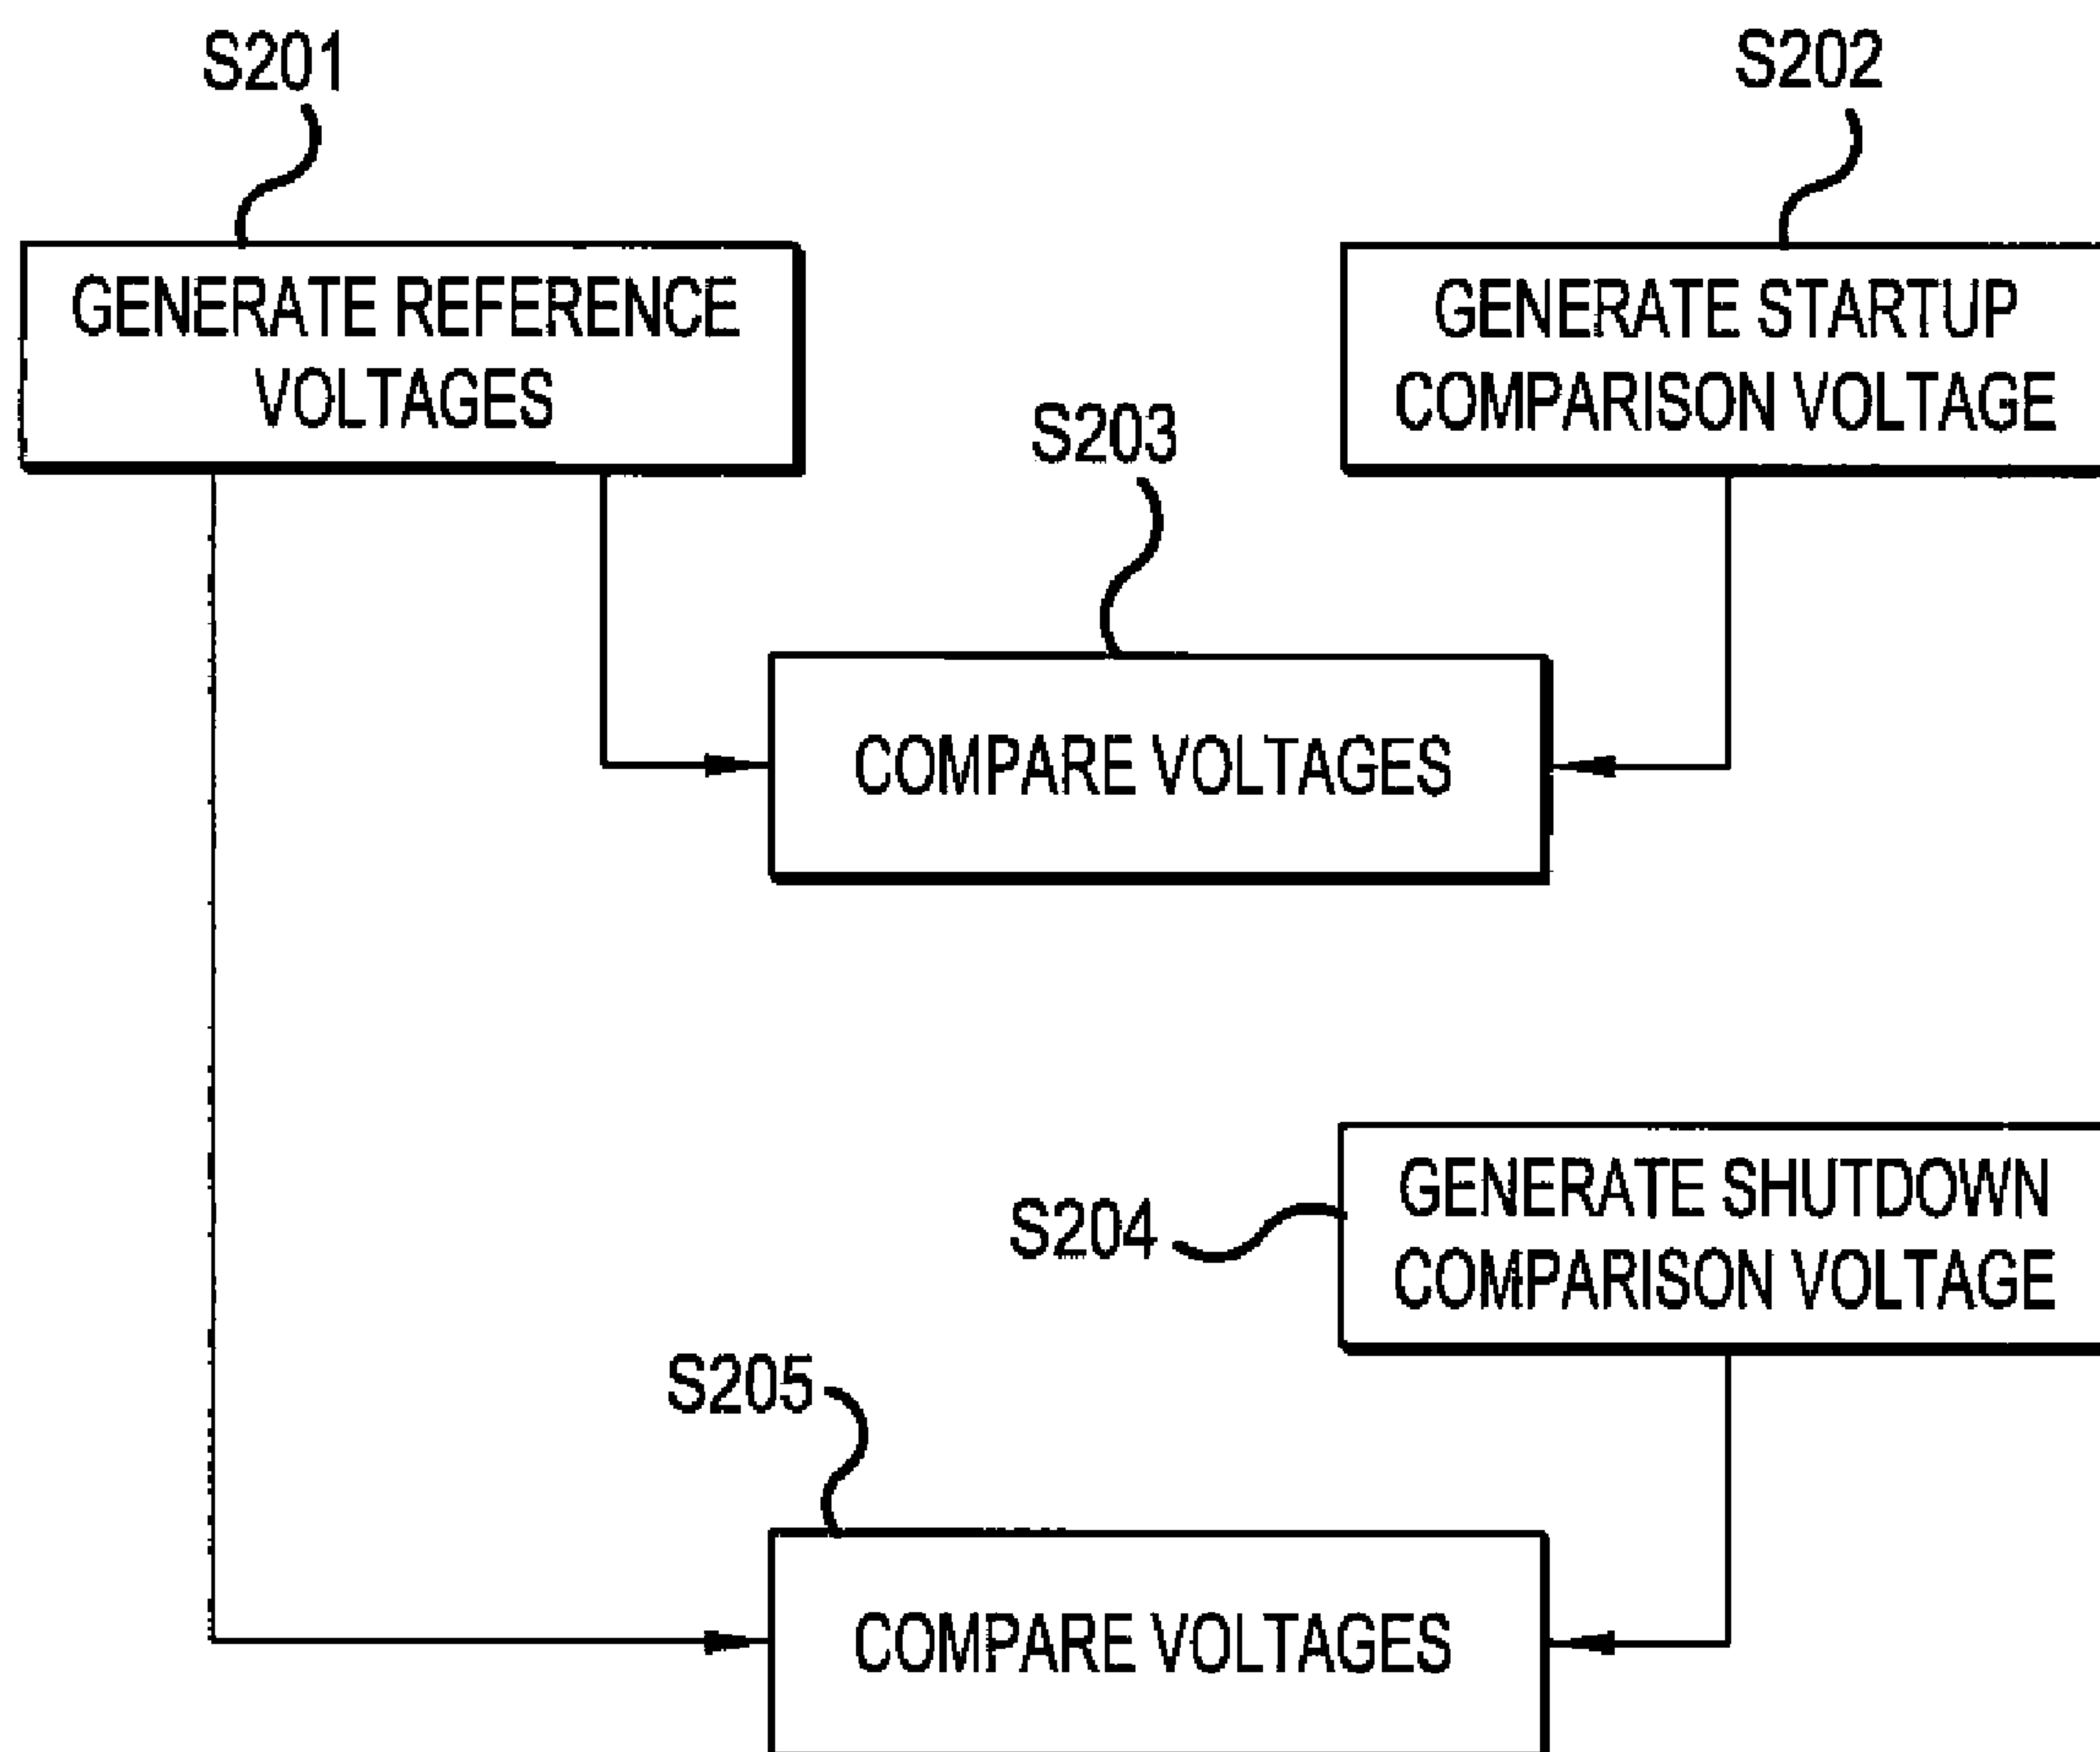 S201
S202
GENERATE REFERENCE
VOLTAGES
GENERATE STARTUP
COMPARISON VOLTAGE
S203
COMPARE VOLTAGES
GENERATE SHUTDOWN
COMPARISON VOLTAGE
S204
S205
COMPARE VOLTAGES